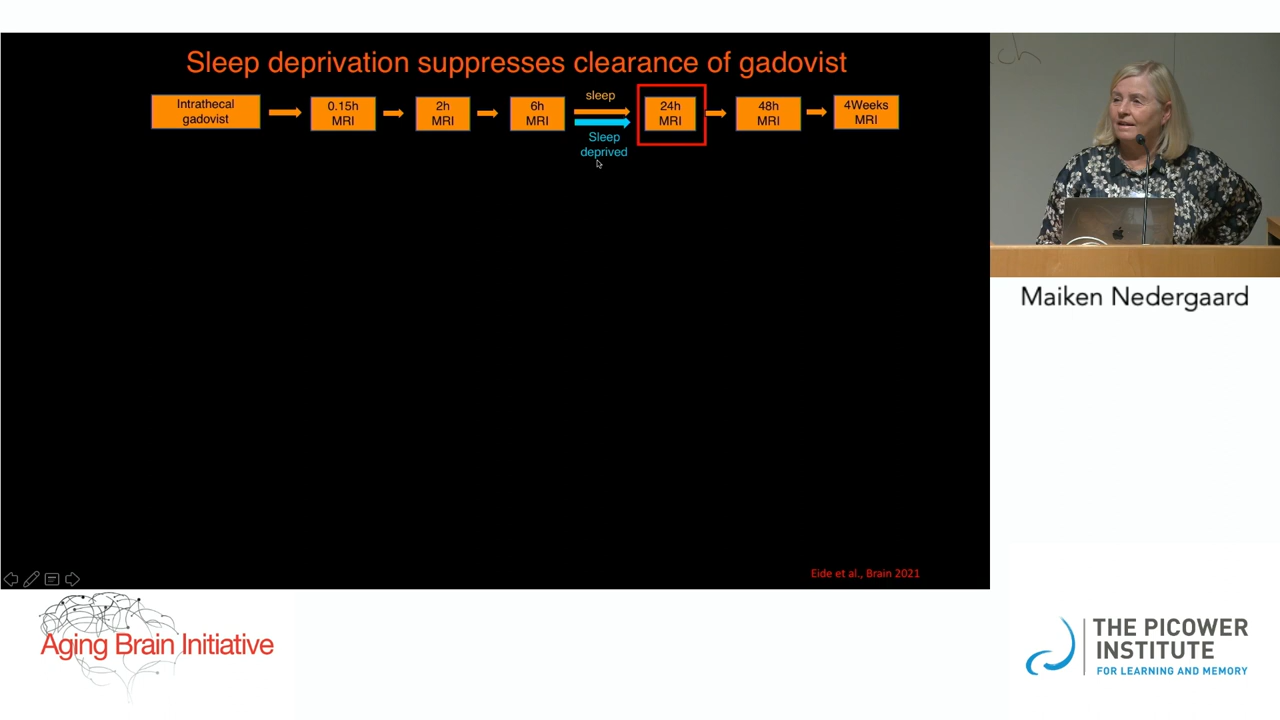 Sleep deprivation suppresses clearance of gadovist
Intrathecal
gadovist
0.15h
MRI
2h
MRI
6h
MRI
sleep
Sleep
deprived
24h
MRI
48h
MRI
4Weeks
MRI
Eide et al., Brain 2021
Maiken Nedergaard
Aging Brain Initiative
THE PICOWER
INSTITUTE
FOR LEARNING AND MEMORY